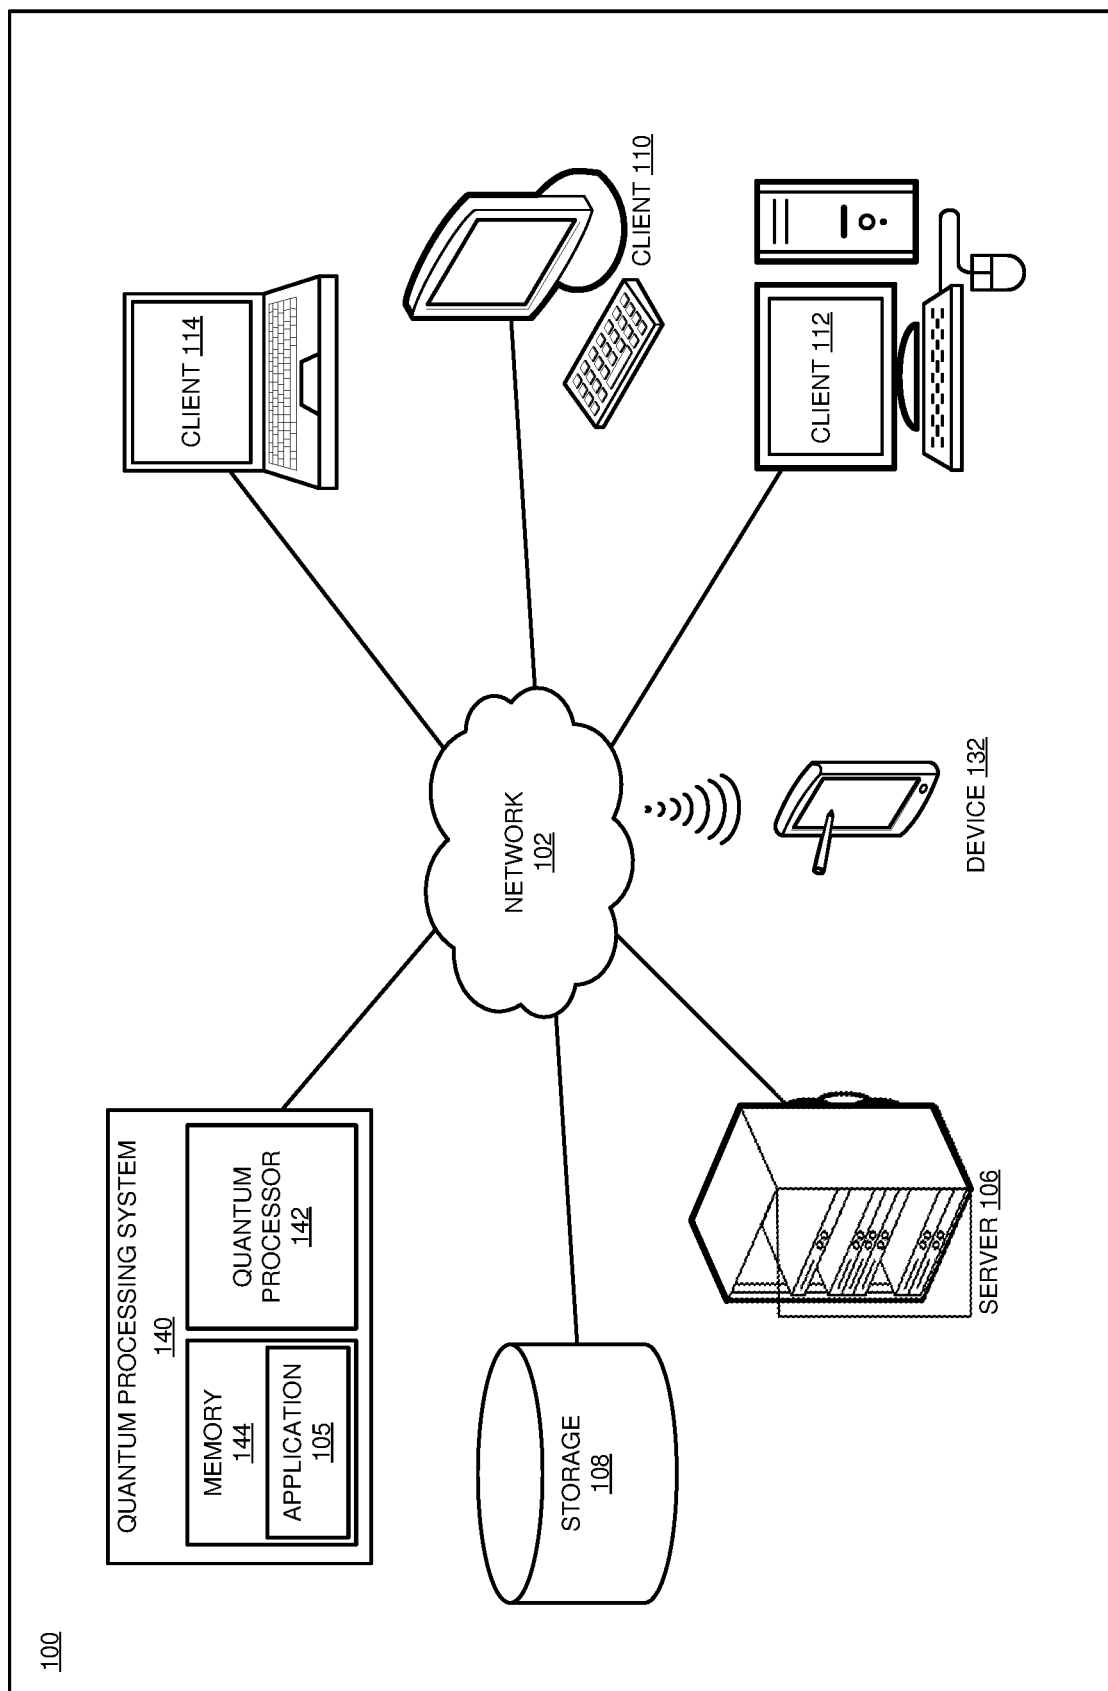 100
QUANTUM PROCESSING SYSTEM
140
MEMORY
144
APPLICATION
105
QUANTUM
PROCESSOR
142
STORAGE
108
SERVER 106
NETWORK
102
DEVICE 132
CLIENT 114
CLIENT 110
CLIENT 112